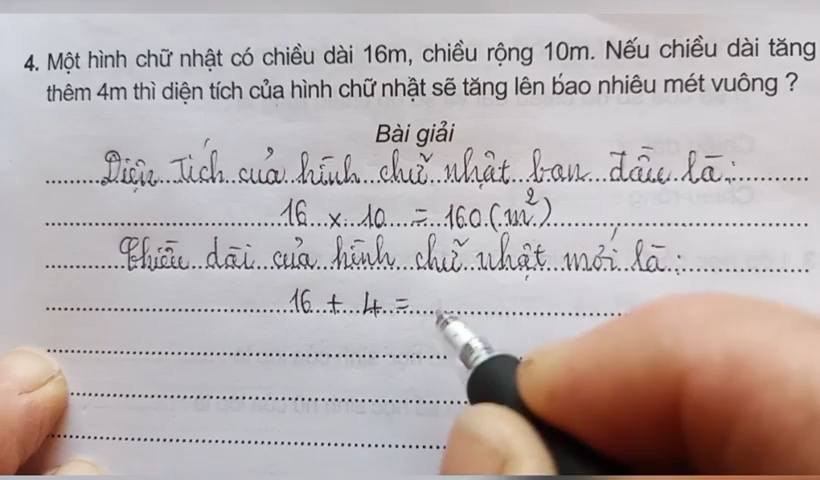 4. Một hình chữ nhật có chiều dài 16m, chiều rộng 10m. Nếu chiều dài tăng
thêm 4m thì diện tích của hình chữ nhật sẽ tăng lên bao nhiêu mét vuông ?
Bài giải
Diện Tích của hình chữ nhật ban đầu là:
16 x 10 = 160 (m²)
Chiều dài của hình chữ nhật mới là:
16 + 4 =